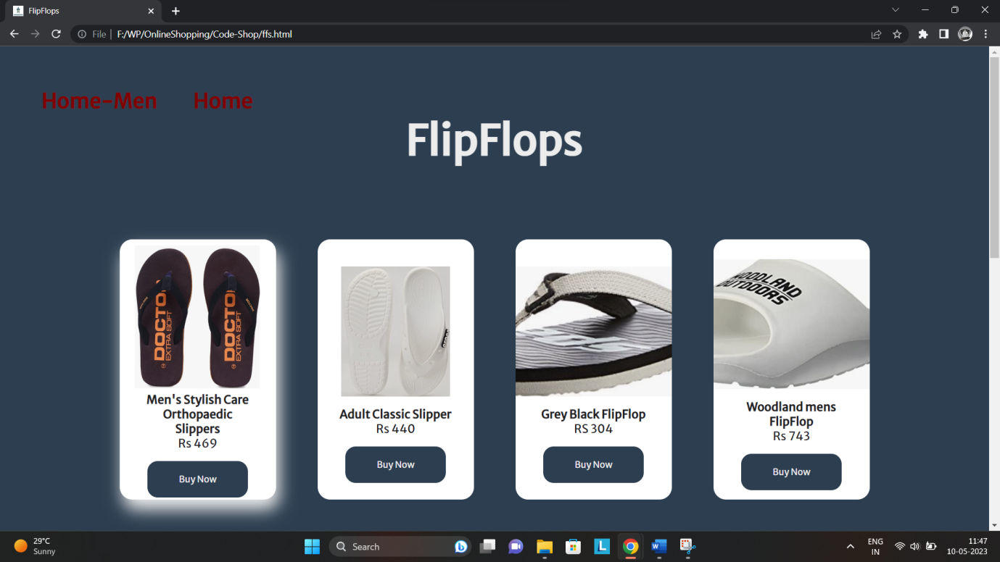 FlipFlops
File | F:/WP/OnlineShopping/Code-Shop/ffs.html
Home-Men Home
FlipFlops
DOCTO
EXTRA SOFT
DOCTO
EXTRA SOFT
WOODLAND
OUTDOORS
Men's Stylish Care
Orthopaedic
Slippers
Rs 469
Buy Now
Adult Classic Slipper
Rs 440
Buy Now
Grey Black FlipFlop
RS 304
Buy Now
Woodland mens
FlipFlop
Rs 743
Buy Now
29°C
Sunny
Search
L
W
ENG
IN
11:47
10-05-2023